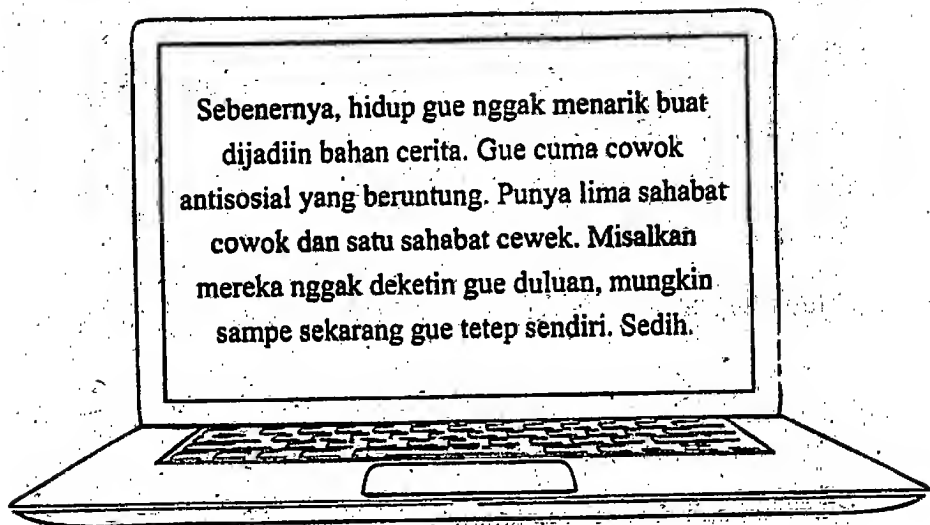 Sebenernya, hidup gue nggak menarik buat
dijadiin bahan cerita. Gue cuma cowok
antisosial yang beruntung. Punya lima sahabat
cowok dan satu sahabat cewek. Misalkan
mereka nggak deketin gue duluan, mungkin
sampe sekarang gue tetep sendiri. Sedih.